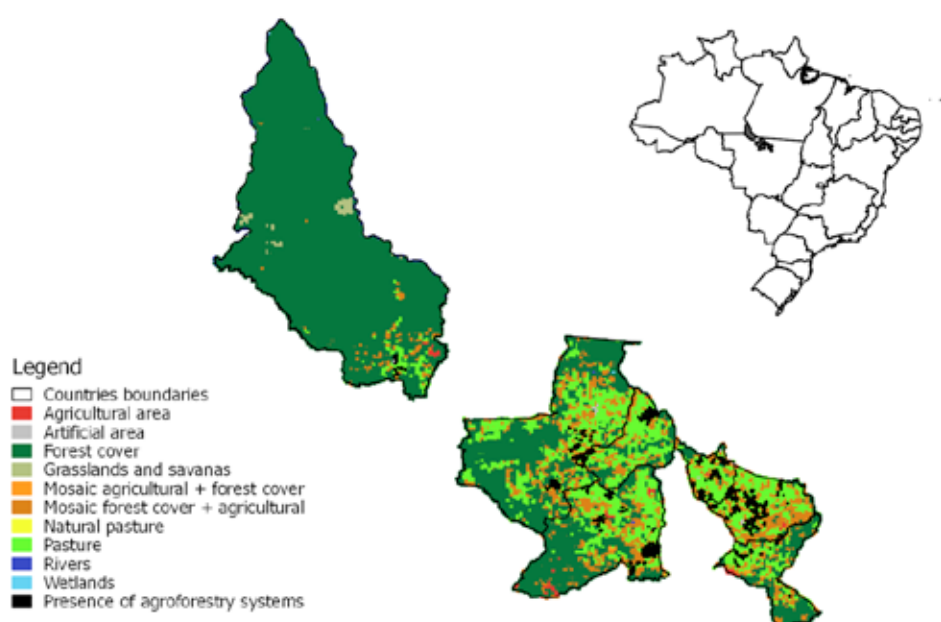 Legend
Countries boundaries
Agricultural area
Artificial area
Forest cover
Grasslands and savanas
Mosaic agricultural + forest cover
Mosaic forest cover + agricultural
Natural pasture
Pasture
Rivers
Wetlands
Presence of agroforestry systems